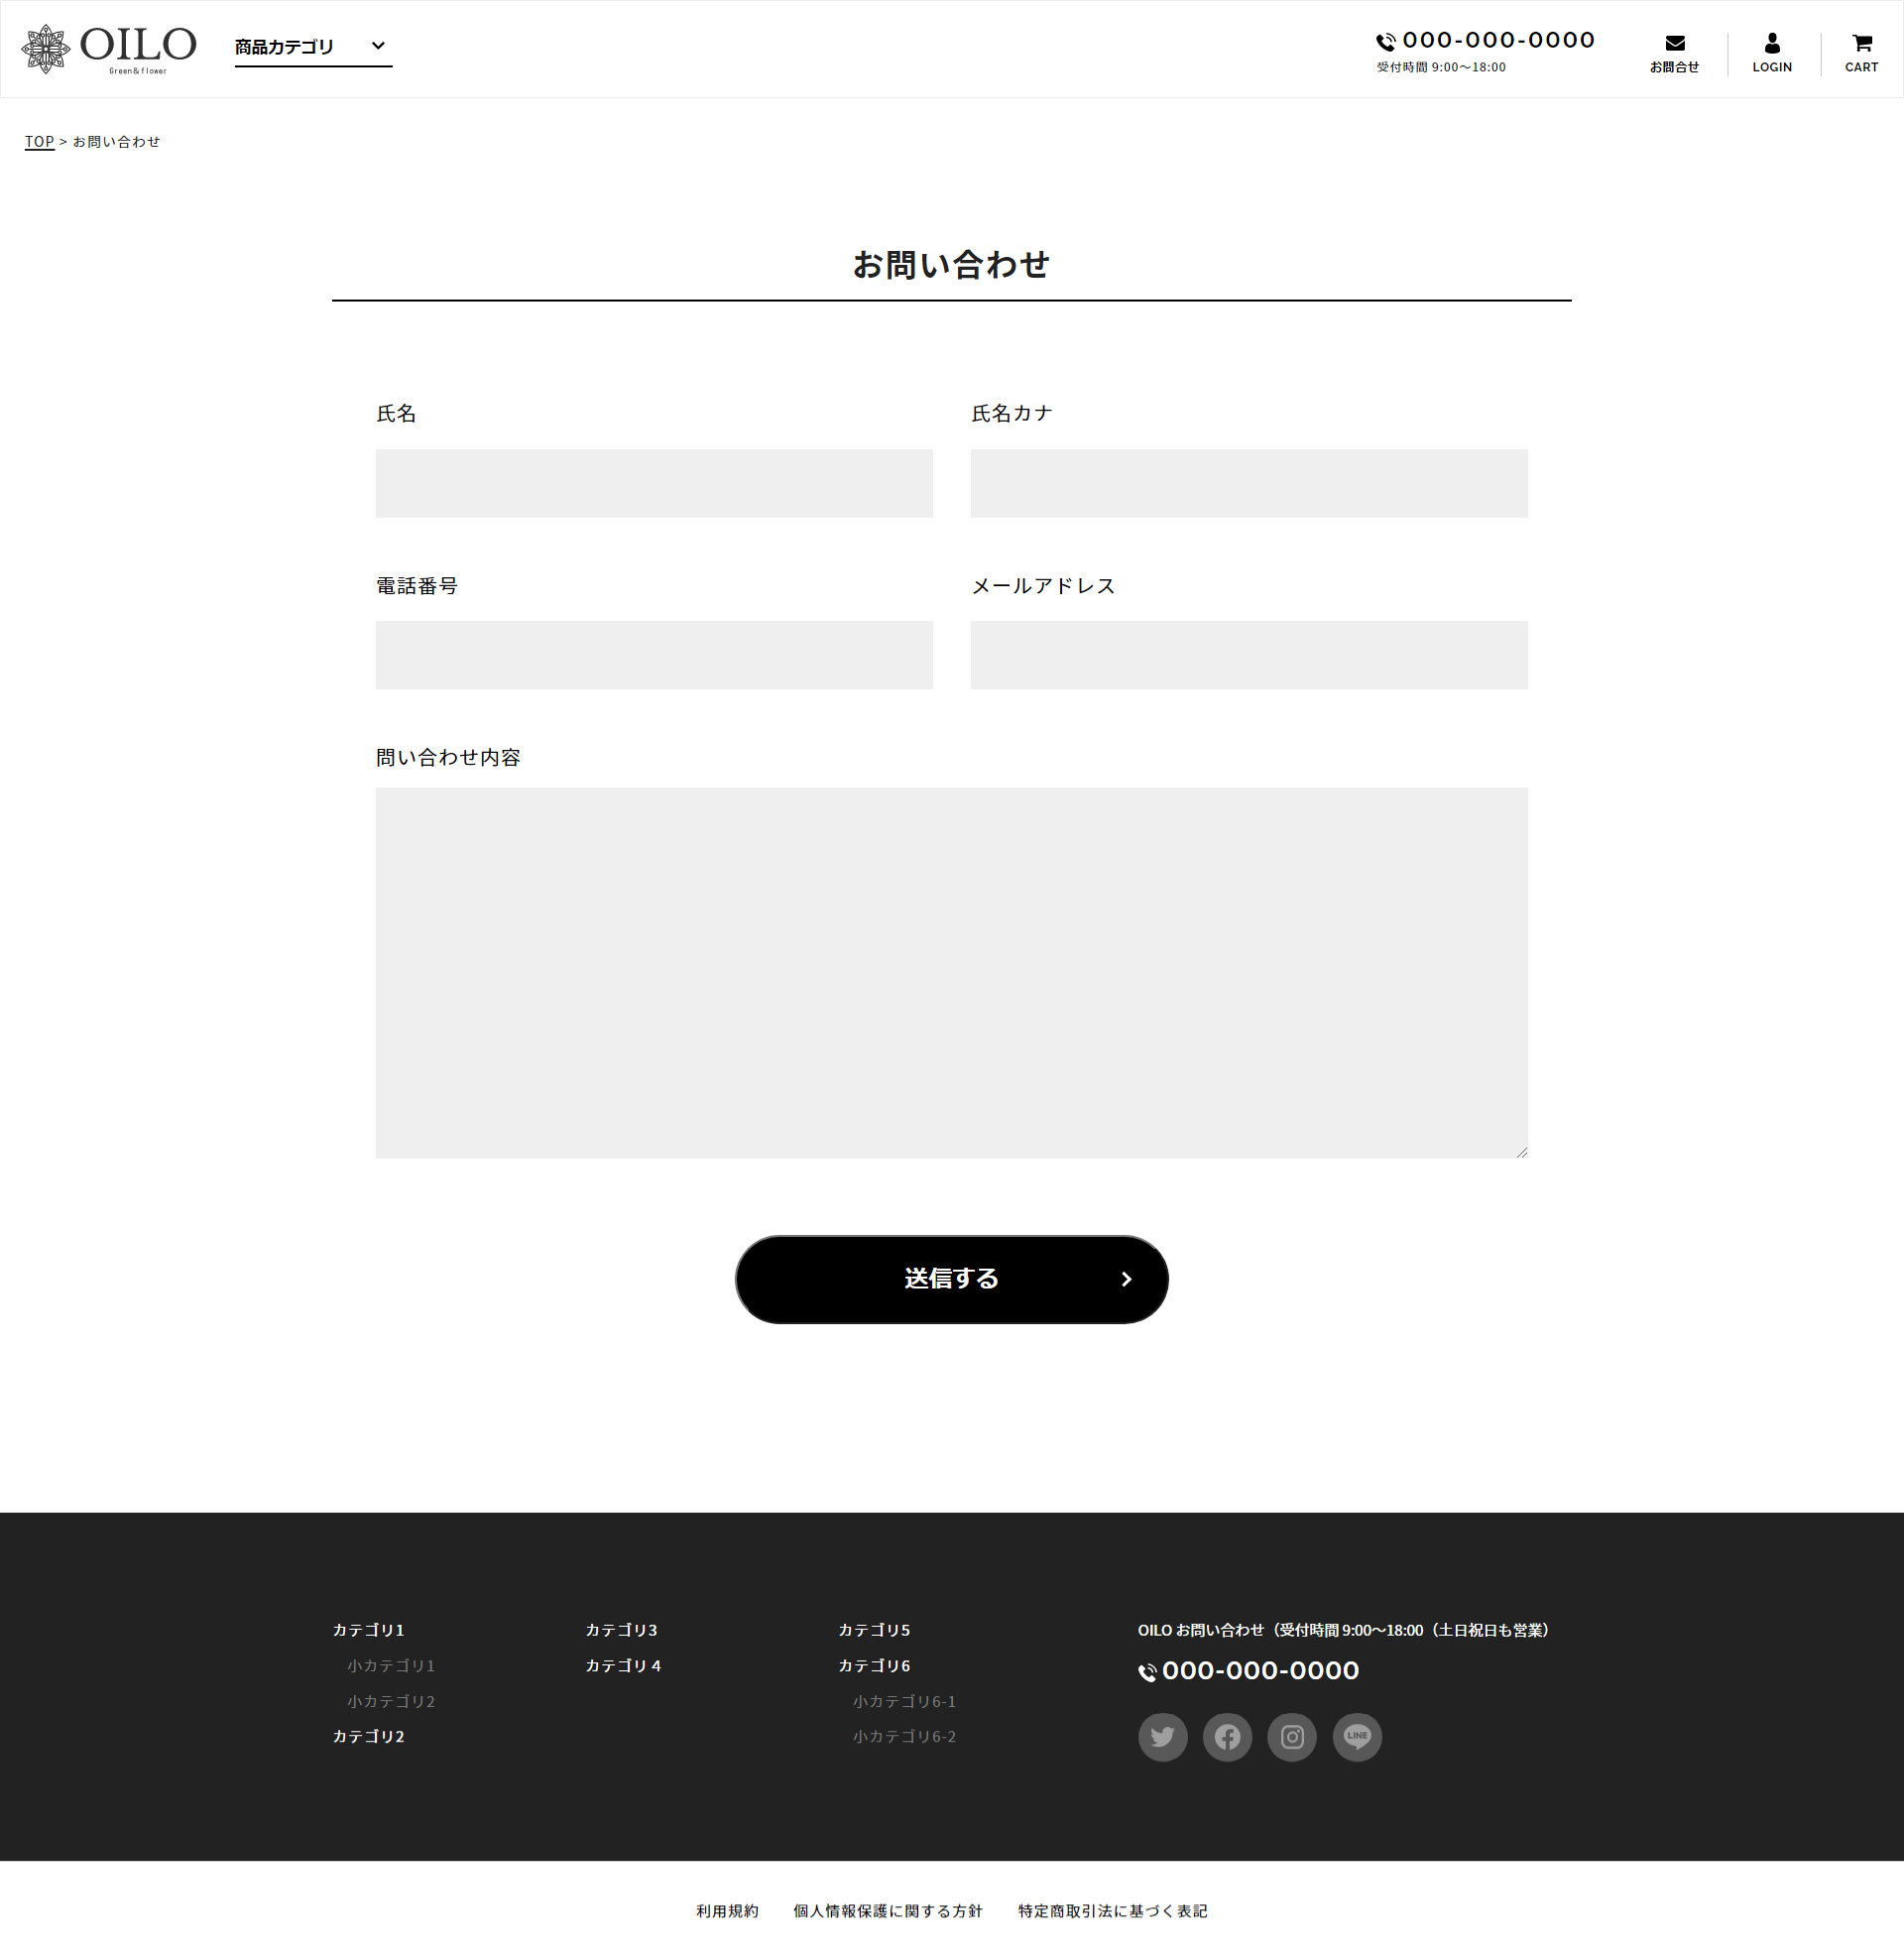 OILO
Green&flower
商品カテゴリ
000-000-0000
受付時間 9:00〜18:00
お問合せ
LOGIN
CART
TOP > お問い合わせ
お問い合わせ
氏名
氏名カナ
電話番号
メールアドレス
問い合わせ内容
送信する
カテゴリ1
小カテゴリ1
小カテゴリ2
カテゴリ2
カテゴリ3
カテゴリ４
カテゴリ5
カテゴリ6
小カテゴリ6-1
小カテゴリ6-2
OILO お問い合わせ（受付時間 9:00〜18:00（土日祝日も営業）
000-000-0000
LINE
利用規約 個人情報保護に関する方針 特定商取引法に基づく表記